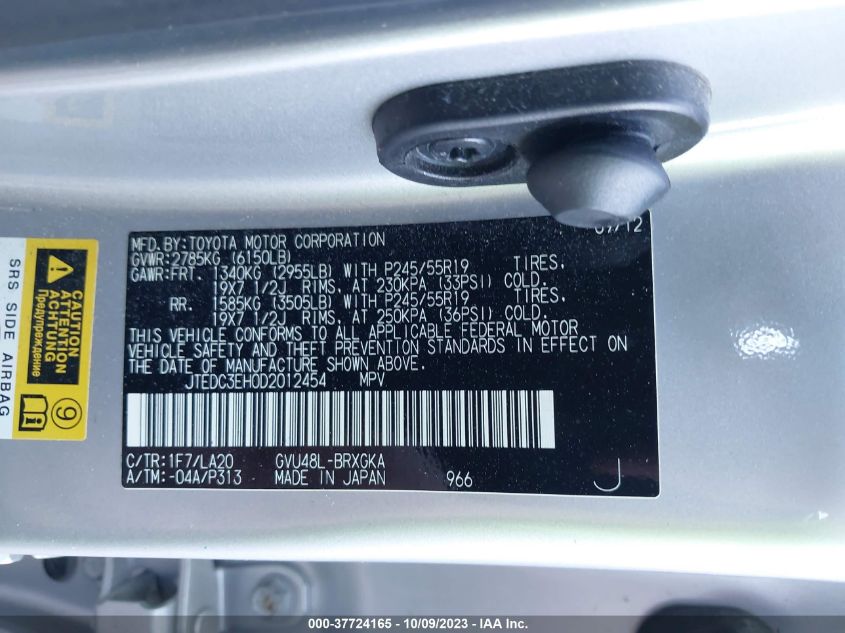 09/12
MFD. BY: TOYOTA MOTOR CORPORATION
GVWR: 2785KG (6150LB)
GAWR: FRT. 1340KG (2955LB) WITH P245/55R19 TIRES,
19X7 1/2J RIMS, AT 230KPA (33PSI) COLD.
RR. 1585KG (3505LB) WITH P245/55R19 TIRES,
19X7 1/2J RIMS, AT 250KPA (36PSI) COLD.
THIS VEHICLE CONFORMS TO ALL APPLICABLE FEDERAL MOTOR
VEHICLE SAFETY AND THEFT PREVENTION STANDARDS IN EFFECT ON
THE DATE OF MANUFACTURE SHOWN ABOVE.
JTEDC3EH0D2012454 MPV
C/TR: 1F7/LA20 GVU48L-BRXGKA
A/TM: -04A/P313 MADE IN JAPAN 966 J
SRS SIDE AIRBAG
CAUTION
ATTENTION
ACHTUNG
Предупреждение
9
000-37724165 - 10/09/2023 - IAA Inc.